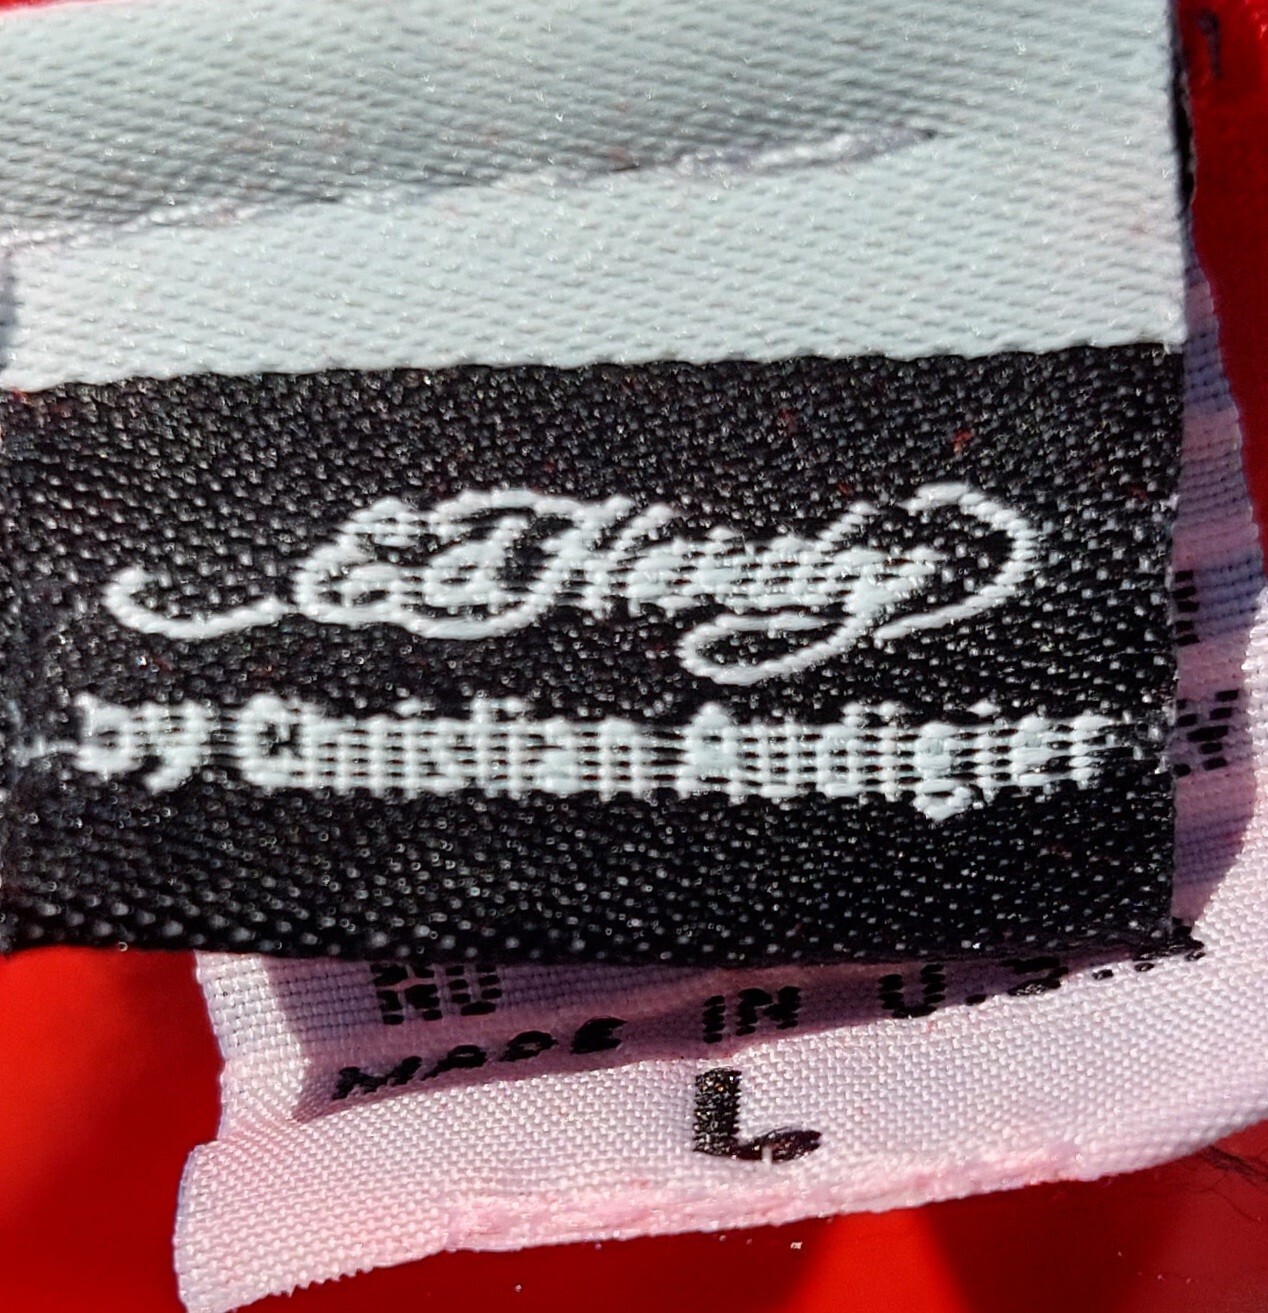 Ed Hardy
by Christian Audigier
MADE IN U.S.A
L